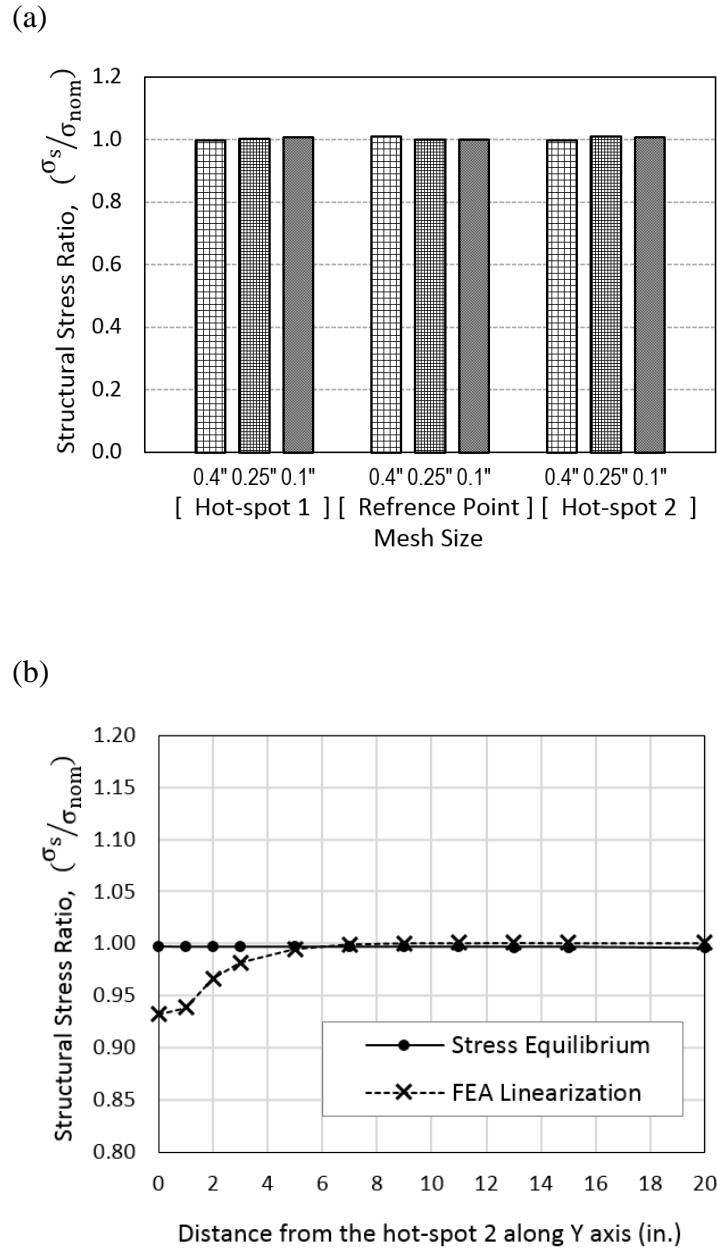 (a)
Structural Stress Ratio, (σs/σnom)
1.2
1.0
0.8
0.6
0.4
0.2
0.0
0.4" 0.25" 0.1" 0.4" 0.25" 0.1" 0.4" 0.25" 0.1"
[ Hot-spot 1 ] [ Refrence Point ] [ Hot-spot 2 ]
Mesh Size
(b)
Structural Stress Ratio, (σs/σnom)
1.20
1.15
1.10
1.05
1.00
0.95
0.90
0.85
0.80
Stress Equilibrium
FEA Linearization
0 2 4 6 8 10 12 14 16 18 20
Distance from the hot-spot 2 along Y axis (in.)